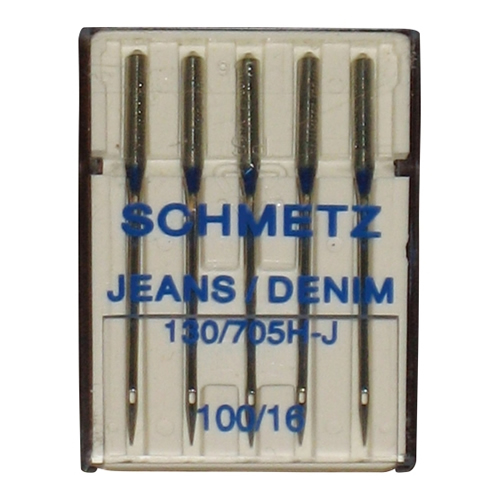 SCHMETZ
JEANS / DENIM
130/705H-J
100/16